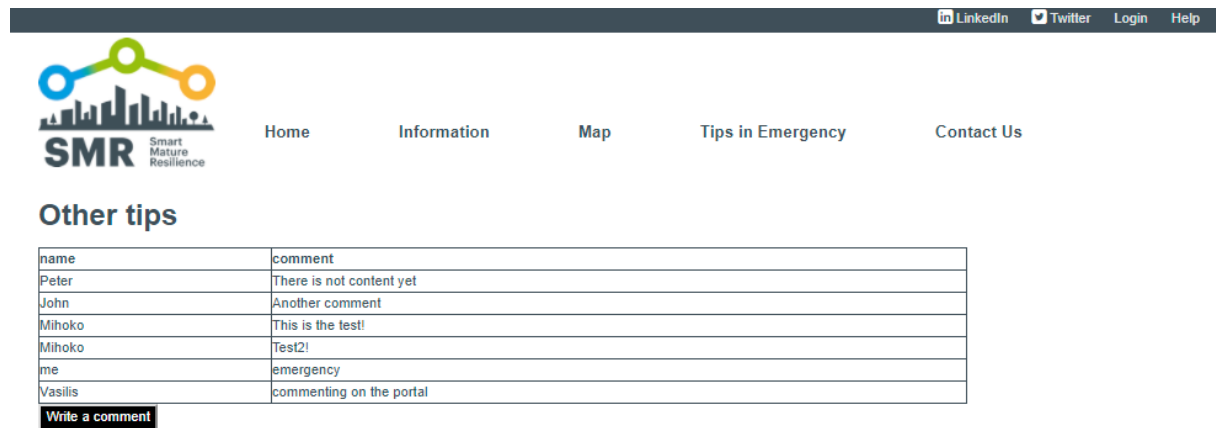 in LinkedIn Twitter Login Help
SMR Smart Mature Resilience
Home Information Map Tips in Emergency Contact Us
Other tips
name comment
Peter There is not content yet
John Another comment
Mihoko This is the test!
Mihoko Test2!
me emergency
Vasilis commenting on the portal
Write a comment